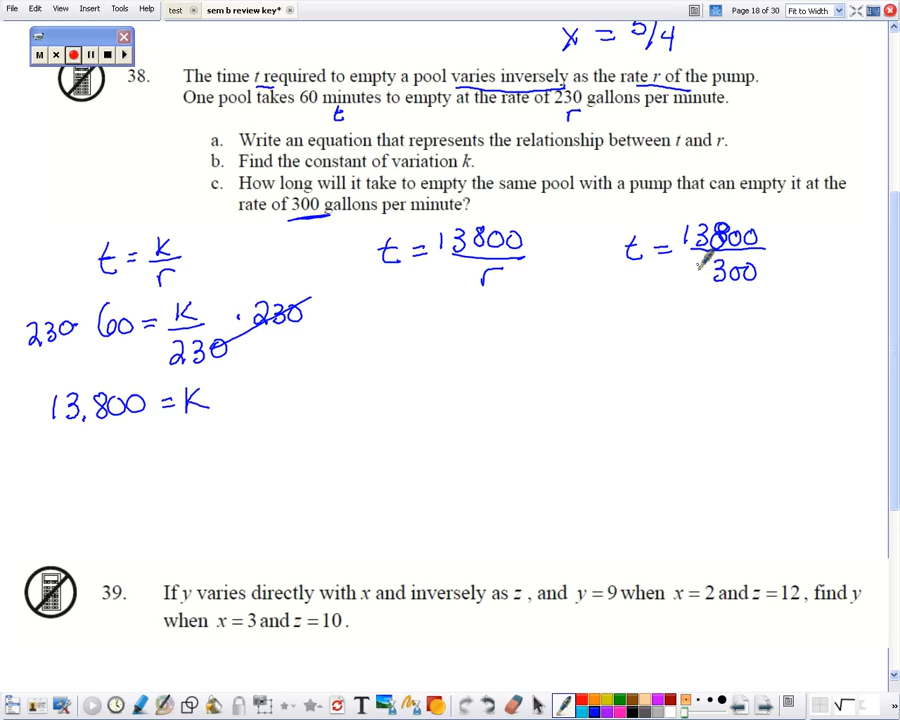 File Edit View Insert Tools Help test sem b review key* Page 18 of 30 Fit to Width
x = 5/4
38. The time t required to empty a pool varies inversely as the rate r of the pump.
One pool takes 60 minutes to empty at the rate of 230 gallons per minute.
t r
a. Write an equation that represents the relationship between t and r.
b. Find the constant of variation k.
c. How long will it take to empty the same pool with a pump that can empty it at the
rate of 300 gallons per minute?
t = k/r t = 13800/r t = 13800/300
230· 60 = k/230 · 230
13,800 = K
39. If y varies directly with x and inversely as z , and y = 9 when x = 2 and z = 12 , find y
when x = 3 and z = 10 .